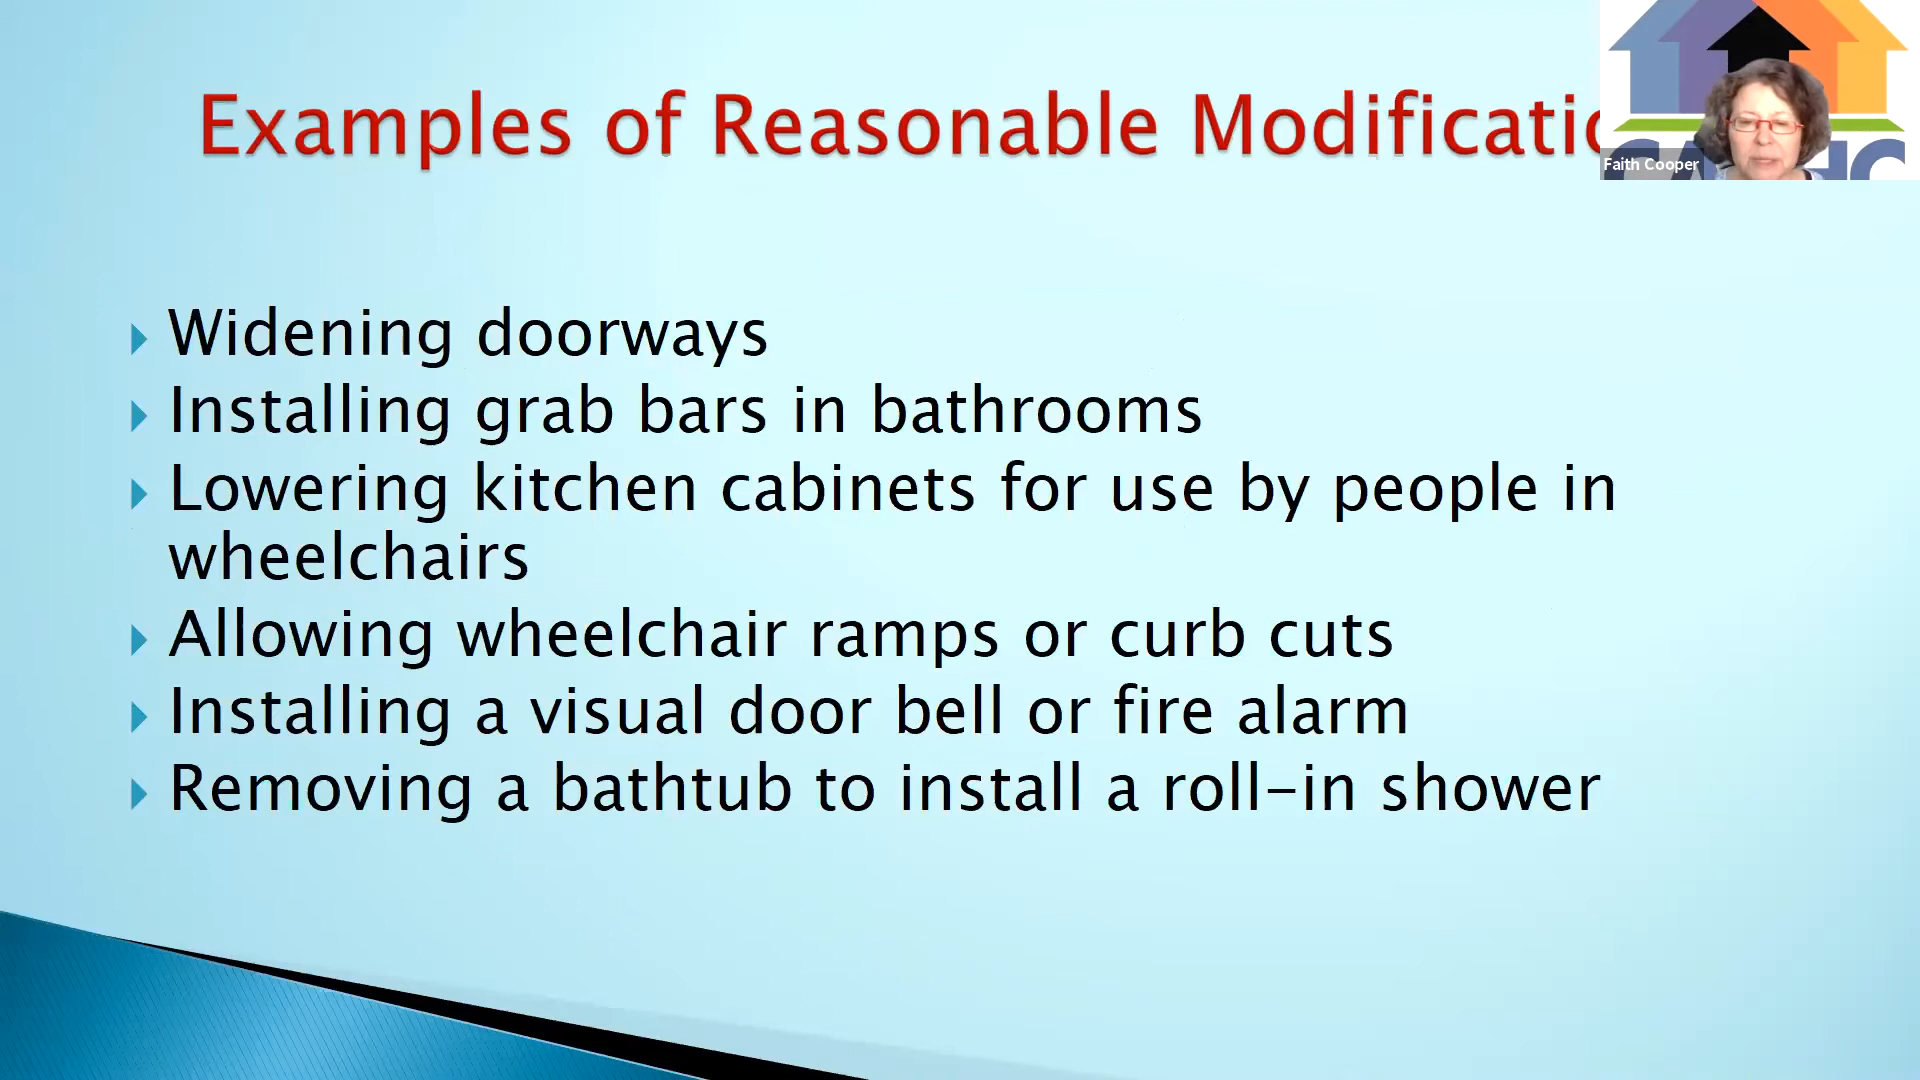 Examples of Reasonable Modificatio
Faith Cooper
Widening doorways
Installing grab bars in bathrooms
Lowering kitchen cabinets for use by people in
wheelchairs
Allowing wheelchair ramps or curb cuts
Installing a visual door bell or fire alarm
Removing a bathtub to install a roll-in shower